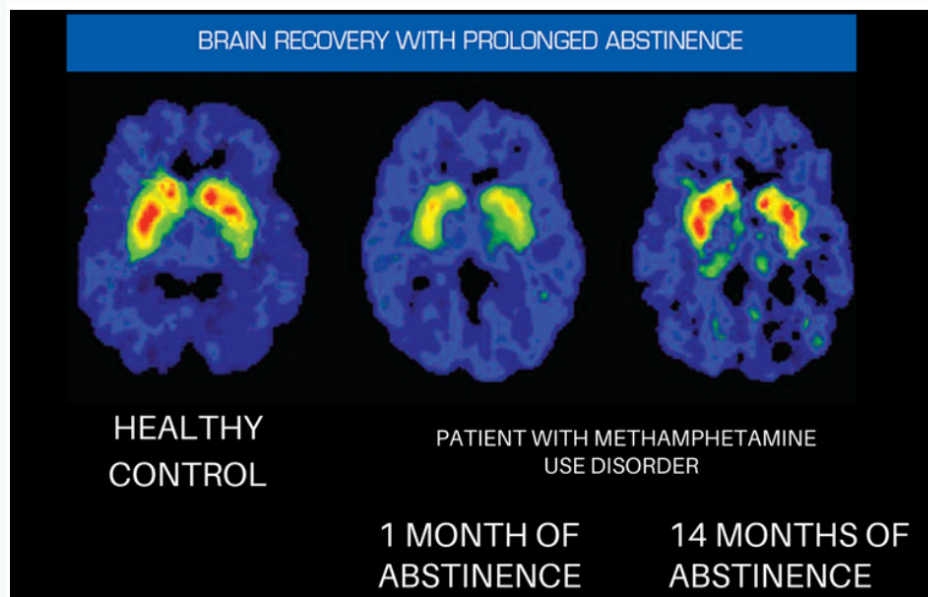 BRAIN RECOVERY WITH PROLONGED ABSTINENCE
HEALTHY
CONTROL
PATIENT WITH METHAMPHETAMINE
USE DISORDER
1 MONTH OF
ABSTINENCE
14 MONTHS OF
ABSTINENCE